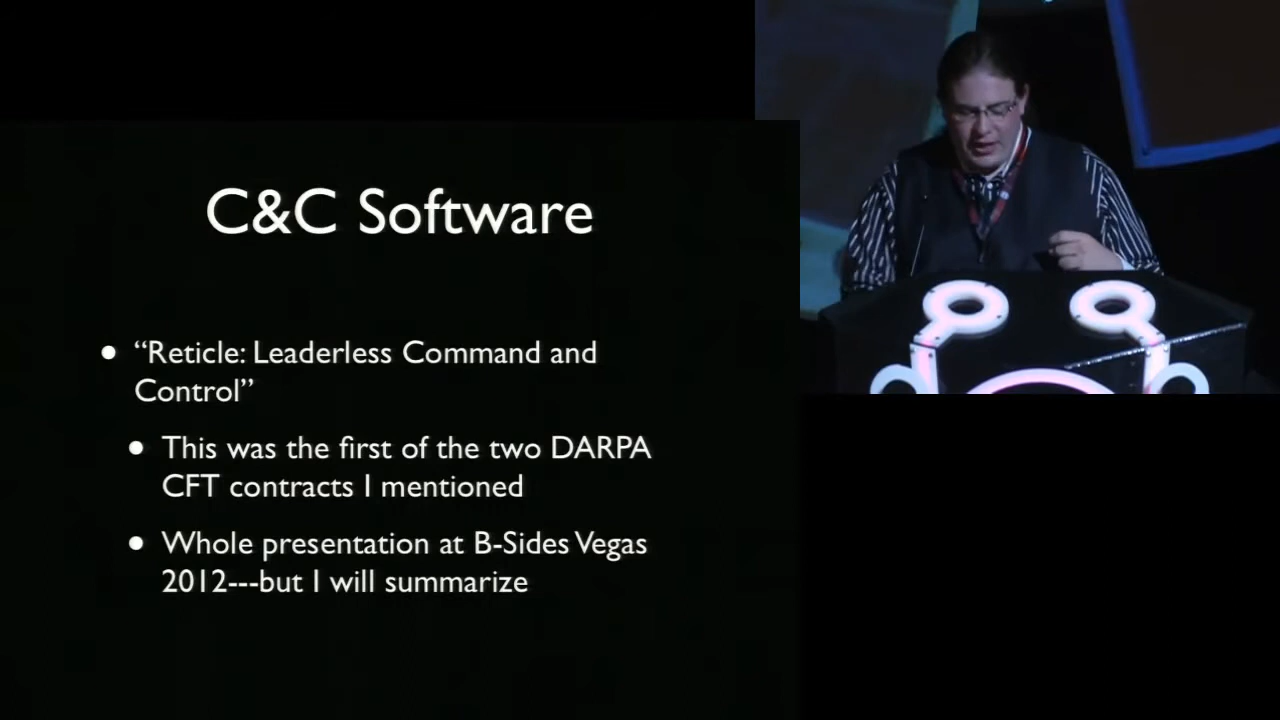 C&C Software
• “Reticle: Leaderless Command and
Control”
• This was the first of the two DARPA
CFT contracts I mentioned
• Whole presentation at B-Sides Vegas
2012---but I will summarize